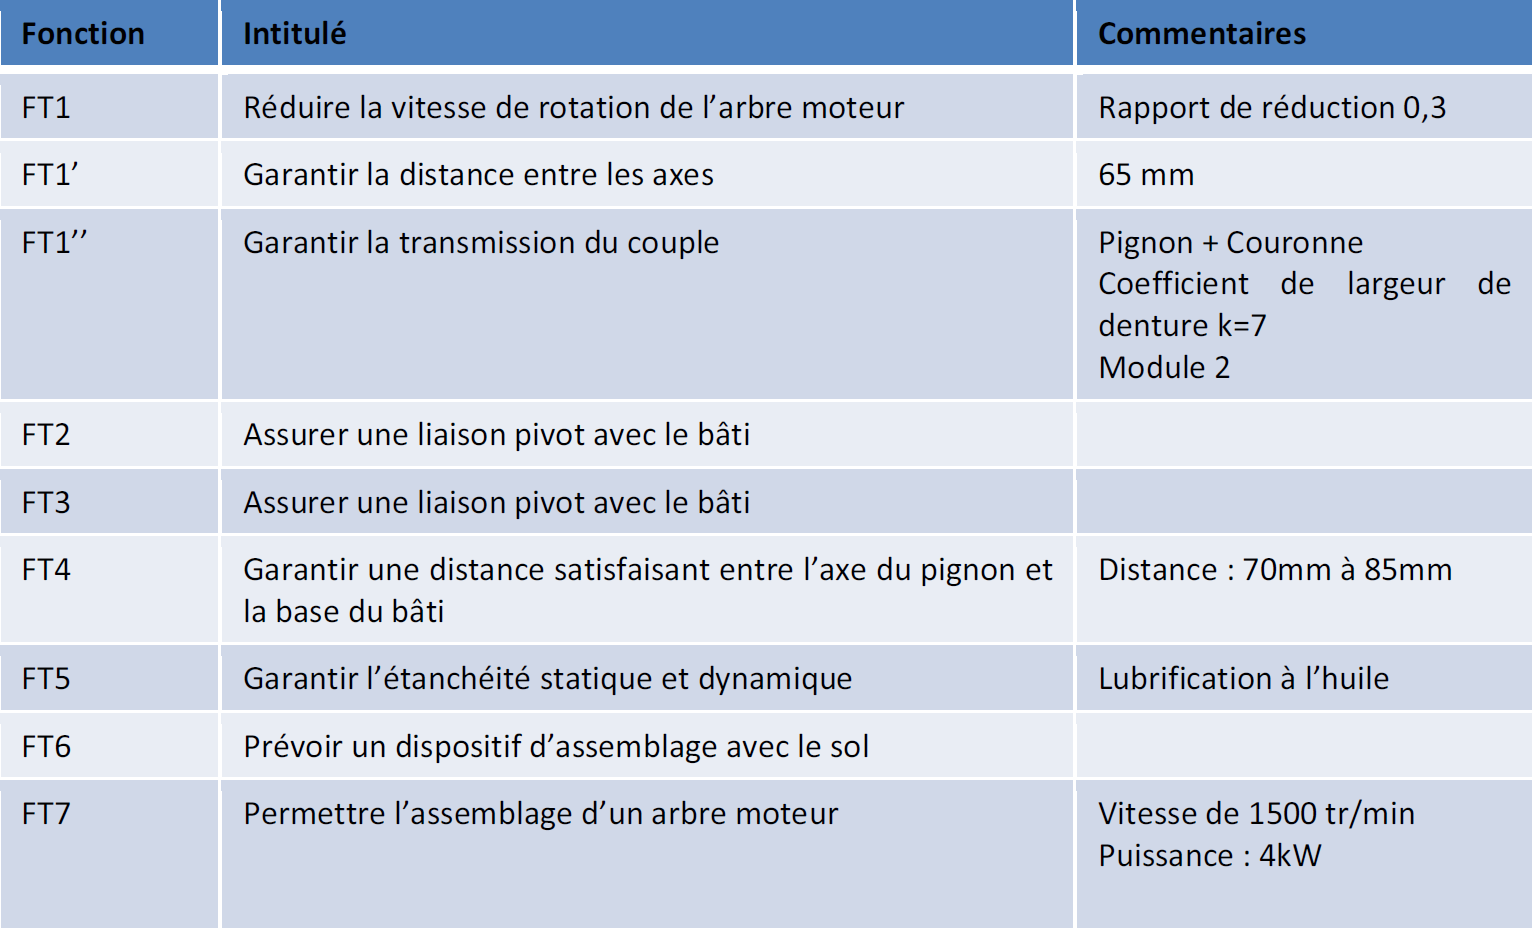 Fonction Intitulé Commentaires
FT1 Réduire la vitesse de rotation de l’arbre moteur Rapport de réduction 0,3
FT1’ Garantir la distance entre les axes 65 mm
FT1’’ Garantir la transmission du couple Pignon + Couronne
Coefficient de largeur de
denture k=7
Module 2
FT2 Assurer une liaison pivot avec le bâti
FT3 Assurer une liaison pivot avec le bâti
FT4 Garantir une distance satisfaisant entre l’axe du pignon et Distance : 70mm à 85mm
la base du bâti
FT5 Garantir l’étanchéité statique et dynamique Lubrification à l’huile
FT6 Prévoir un dispositif d’assemblage avec le sol
FT7 Permettre l’assemblage d’un arbre moteur Vitesse de 1500 tr/min
Puissance : 4kW